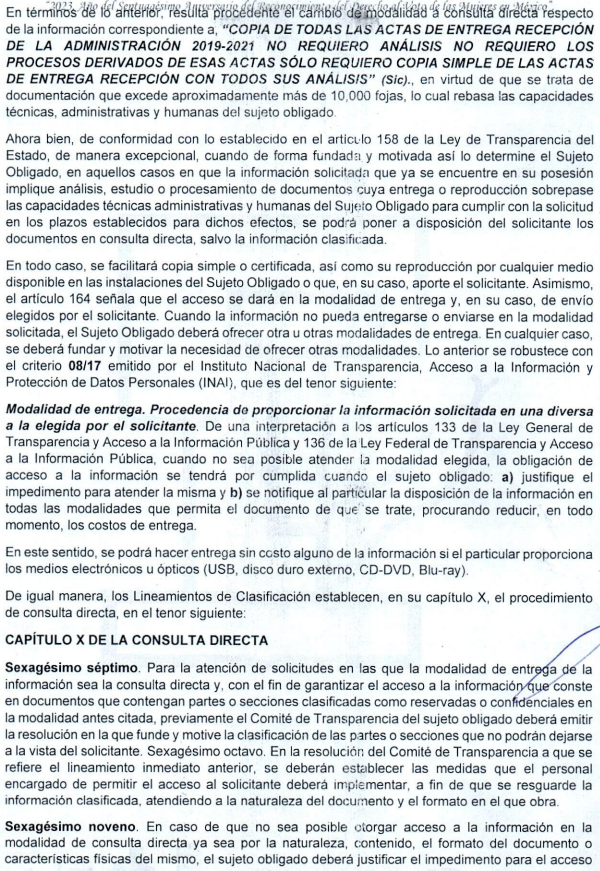 "2023. Año del Septuagésimo Aniversario del Reconocimiento del Derecho al Voto de las Mujeres en México"
En términos de lo anterior, resulta procedente el cambio de modalidad a consulta directa respecto
de la información correspondiente a, “COPIA DE TODAS LAS ACTAS DE ENTREGA RECEPCIÓN
DE LA ADMINISTRACIÓN 2019-2021 NO REQUIERO ANÁLISIS NO REQUIERO LOS
PROCESOS DERIVADOS DE ESAS ACTAS SÓLO REQUIERO COPIA SIMPLE DE LAS ACTAS
DE ENTREGA RECEPCIÓN CON TODOS SUS ANÁLISIS” (Sic)., en virtud de que se trata de
documentación que excede aproximadamente más de 10,000 fojas, lo cual rebasa las capacidades
técnicas, administrativas y humanas del sujeto obligado.
Ahora bien, de conformidad con lo establecido en el artículo 158 de la Ley de Transparencia del
Estado, de manera excepcional, cuando de forma fundada y motivada así lo determine el Sujeto
Obligado, en aquellos casos en que la información solicitada que ya se encuentre en su posesión
implique análisis, estudio o procesamiento de documentos cuya entrega o reproducción sobrepase
las capacidades técnicas administrativas y humanas del Sujeto Obligado para cumplir con la solicitud
en los plazos establecidos para dichos efectos, se podrá poner a disposición del solicitante los
documentos en consulta directa, salvo la información clasificada.
En todo caso, se facilitará copia simple o certificada, así como su reproducción por cualquier medio
disponible en las instalaciones del Sujeto Obligado o que, en su caso, aporte el solicitante. Asimismo,
el artículo 164 señala que el acceso se dará en la modalidad de entrega y, en su caso, de envío
elegidos por el solicitante. Cuando la información no pueda entregarse o enviarse en la modalidad
solicitada, el Sujeto Obligado deberá ofrecer otra u otras modalidades de entrega. En cualquier caso,
se deberá fundar y motivar la necesidad de ofrecer otras modalidades. Lo anterior se robustece con
el criterio 08/17 emitido por el Instituto Nacional de Transparencia, Acceso a la Información y
Protección de Datos Personales (INAI), que es del tenor siguiente:
Modalidad de entrega. Procedencia de proporcionar la información solicitada en una diversa
a la elegida por el solicitante. De una interpretación a los artículos 133 de la Ley General de
Transparencia y Acceso a la Información Pública y 136 de la Ley Federal de Transparencia y Acceso
a la Información Pública, cuando no sea posible atender la modalidad elegida, la obligación de
acceso a la información se tendrá por cumplida cuando el sujeto obligado: a) justifique el
impedimento para atender la misma y b) se notifique al particular la disposición de la información en
todas las modalidades que permita el documento de que se trate, procurando reducir, en todo
momento, los costos de entrega.
En este sentido, se podrá hacer entrega sin costo alguno de la información si el particular proporciona
los medios electrónicos u ópticos (USB, disco duro externo, CD-DVD, Blu-ray).
De igual manera, los Lineamientos de Clasificación establecen, en su capítulo X, el procedimiento
de consulta directa, en el tenor siguiente:
CAPÍTULO X DE LA CONSULTA DIRECTA
Sexagésimo séptimo. Para la atención de solicitudes en las que la modalidad de entrega de la
información sea la consulta directa y, con el fin de garantizar el acceso a la información que conste
en documentos que contengan partes o secciones clasificadas como reservadas o confidenciales en
la modalidad antes citada, previamente el Comité de Transparencia del sujeto obligado deberá emitir
la resolución en la que funde y motive la clasificación de las partes o secciones que no podrán dejarse
a la vista del solicitante. Sexagésimo octavo. En la resolución del Comité de Transparencia a que se
refiere el lineamiento inmediato anterior, se deberán establecer las medidas que el personal
encargado de permitir el acceso al solicitante deberá implementar, a fin de que se resguarde la
información clasificada, atendiendo a la naturaleza del documento y el formato en el que obra.
Sexagésimo noveno. En caso de que no sea posible otorgar acceso a la información en la
modalidad de consulta directa ya sea por la naturaleza, contenido, el formato del documento o
características físicas del mismo, el sujeto obligado deberá justificar el impedimento para el acceso